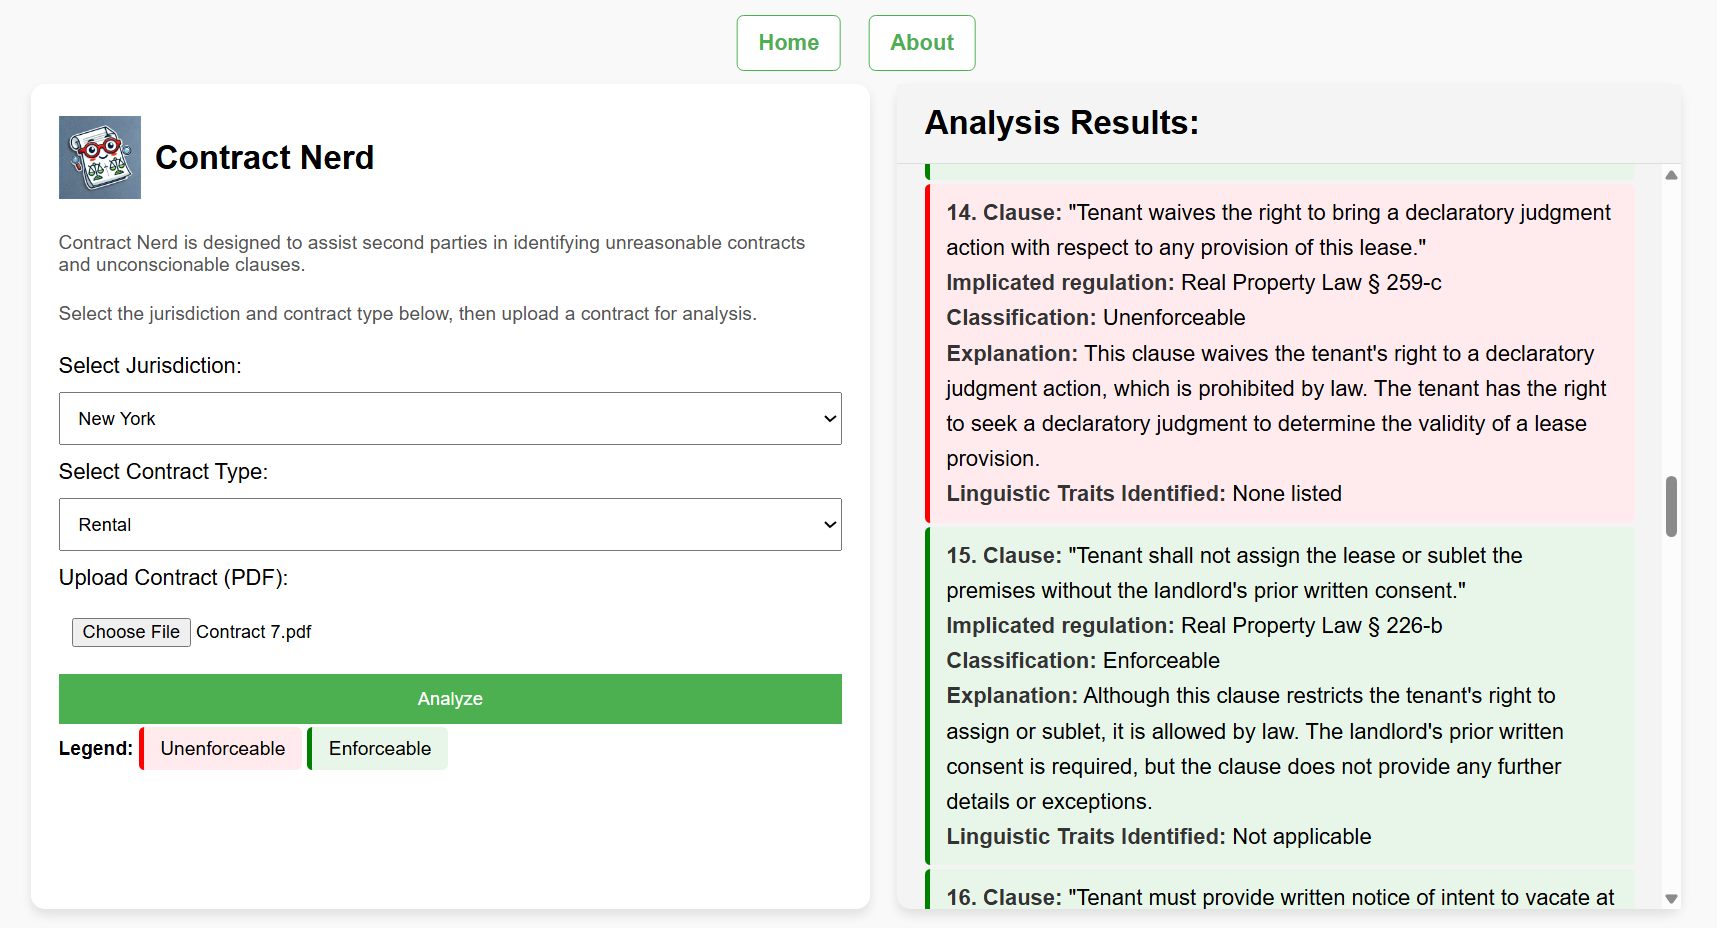 Home
About
Contract Nerd
Contract Nerd is designed to assist second parties in identifying unreasonable contracts
and unconscionable clauses.
Select the jurisdiction and contract type below, then upload a contract for analysis.
Select Jurisdiction:
New York
Select Contract Type:
Rental
Upload Contract (PDF):
Choose File Contract 7.pdf
Analyze
Legend: Unenforceable Enforceable
Analysis Results:
14. Clause: "Tenant waives the right to bring a declaratory judgment
action with respect to any provision of this lease."
Implicated regulation: Real Property Law § 259-c
Classification: Unenforceable
Explanation: This clause waives the tenant's right to a declaratory
judgment action, which is prohibited by law. The tenant has the right
to seek a declaratory judgment to determine the validity of a lease
provision.
Linguistic Traits Identified: None listed
15. Clause: "Tenant shall not assign the lease or sublet the
premises without the landlord's prior written consent."
Implicated regulation: Real Property Law § 226-b
Classification: Enforceable
Explanation: Although this clause restricts the tenant's right to
assign or sublet, it is allowed by law. The landlord's prior written
consent is required, but the clause does not provide any further
details or exceptions.
Linguistic Traits Identified: Not applicable
16. Clause: "Tenant must provide written notice of intent to vacate at